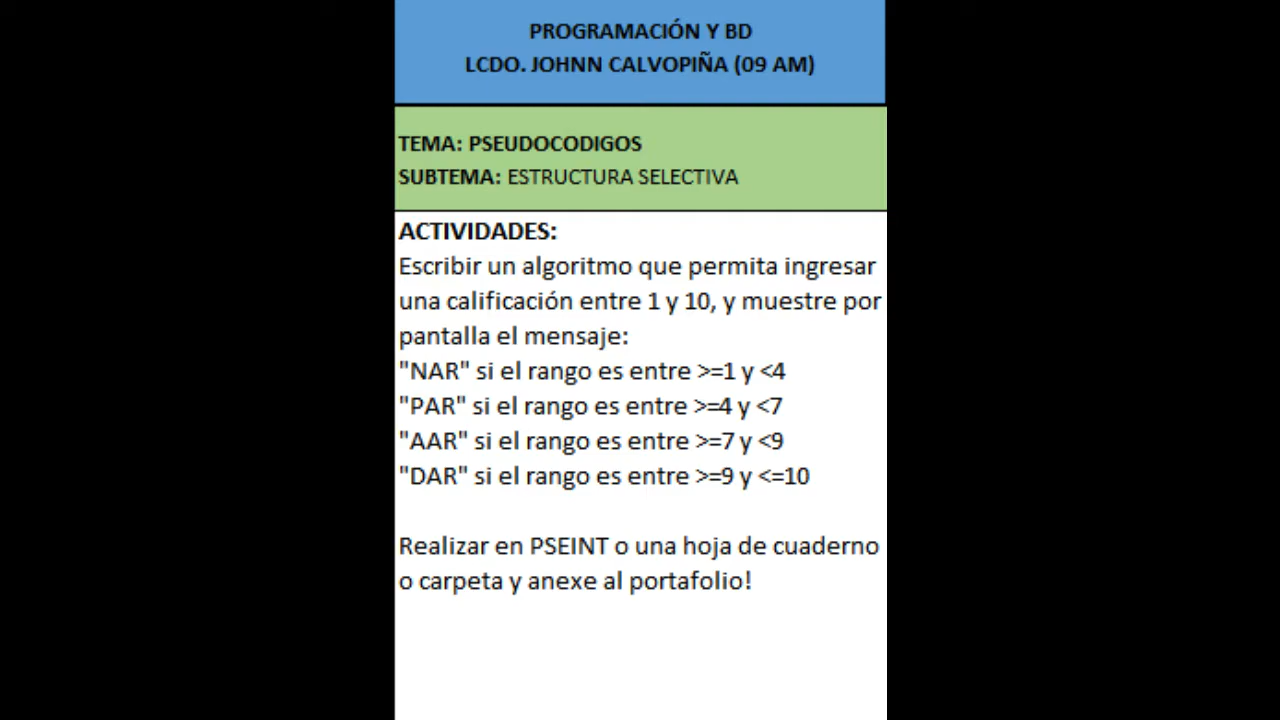 PROGRAMACIÓN Y BD
LCDO. JOHNN CALVOPIÑA (09 AM)
TEMA: PSEUDOCODIGOS
SUBTEMA: ESTRUCTURA SELECTIVA
ACTIVIDADES:
Escribir un algoritmo que permita ingresar
una calificación entre 1 y 10, y muestre por
pantalla el mensaje:
"NAR" si el rango es entre >=1 y <4
"PAR" si el rango es entre >=4 y <7
"AAR" si el rango es entre >=7 y <9
"DAR" si el rango es entre >=9 y <=10
Realizar en PSEINT o una hoja de cuaderno
o carpeta y anexe al portafolio!